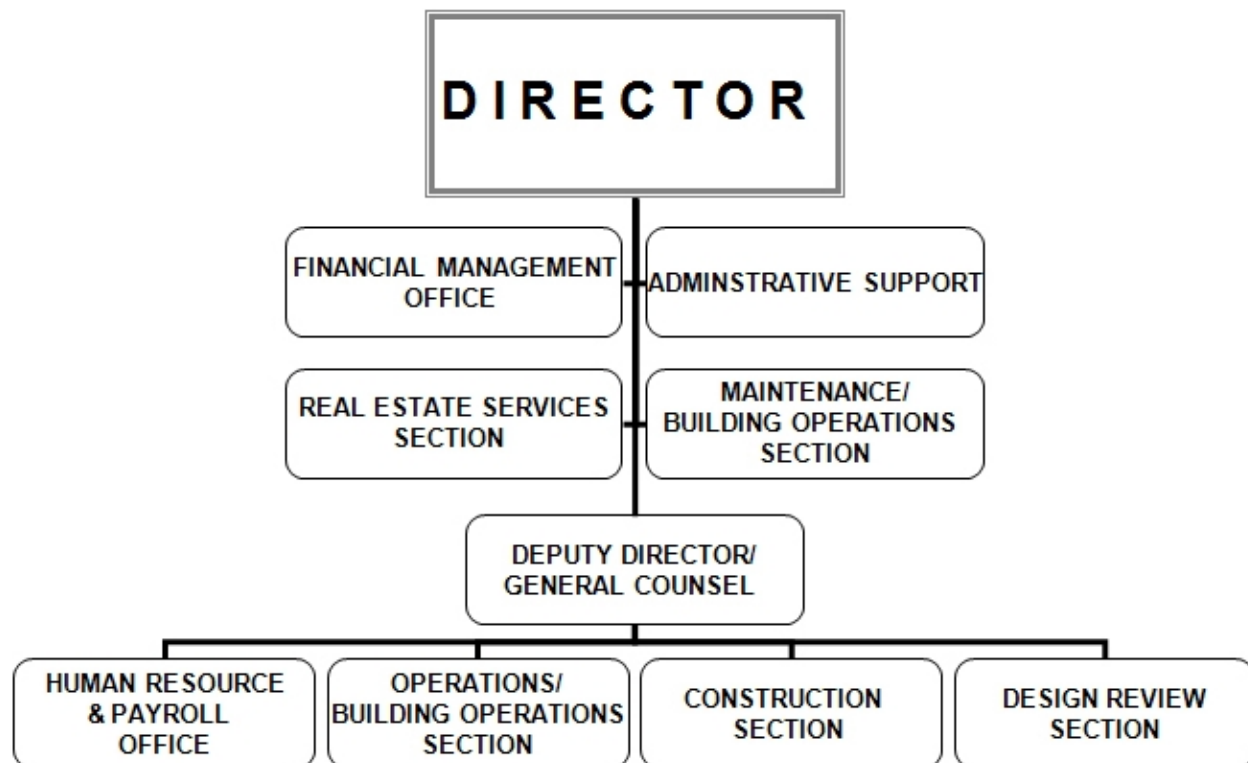 DIRECTOR
FINANCIAL MANAGEMENT
OFFICE
ADMINSTRATIVE SUPPORT
REAL ESTATE SERVICES
SECTION
MAINTENANCE/
BUILDING OPERATIONS
SECTION
DEPUTY DIRECTOR/
GENERAL COUNSEL
HUMAN RESOURCE
& PAYROLL
OFFICE
OPERATIONS/
BUILDING OPERATIONS
SECTION
CONSTRUCTION
SECTION
DESIGN REVIEW
SECTION